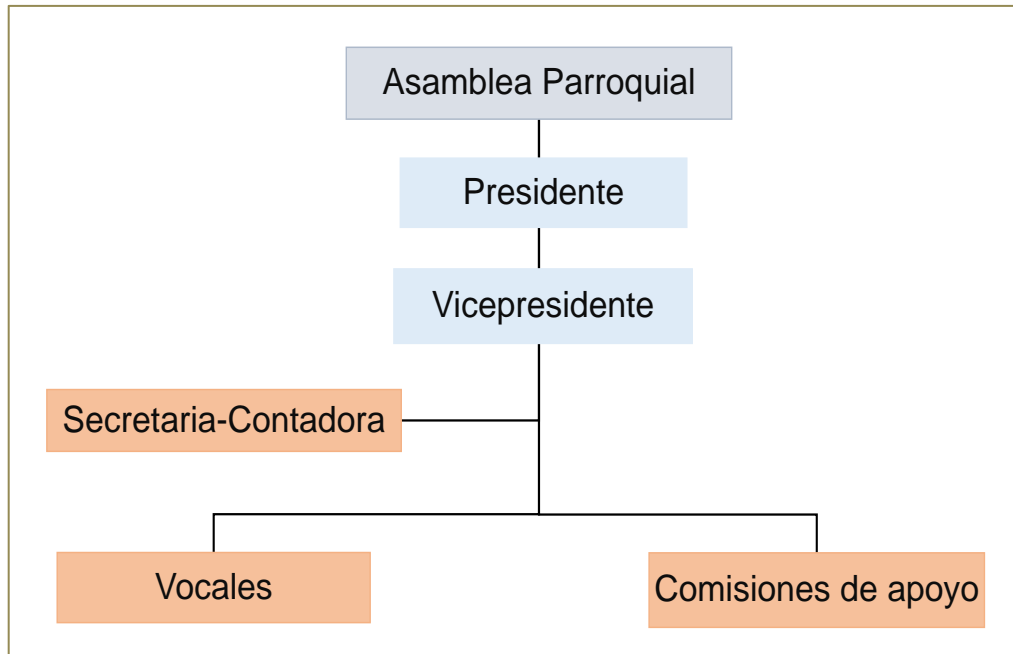 Asamblea Parroquial
Presidente
Vicepresidente
Secretaria-Contadora
Vocales
Comisiones de apoyo